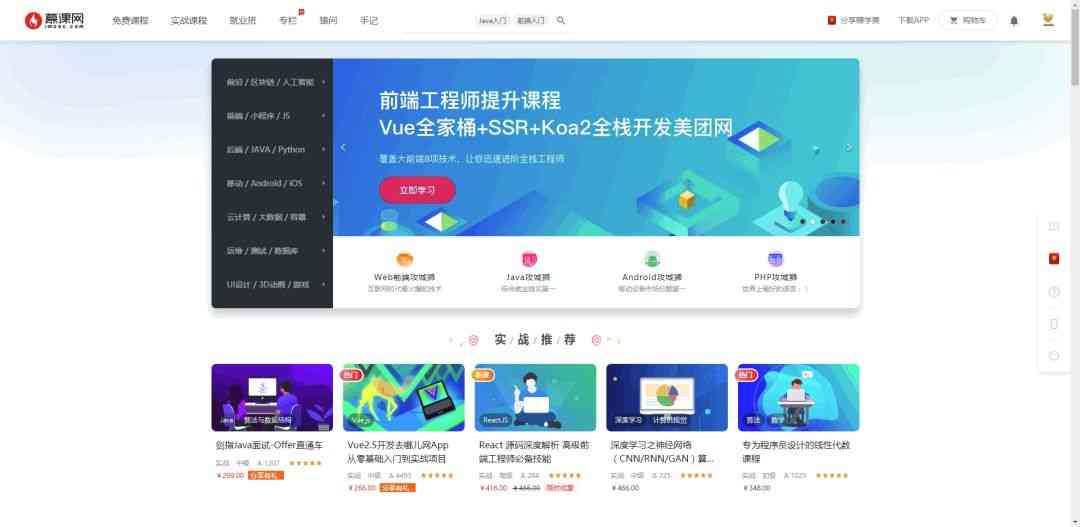 慕课网
imooc.com
免费课程
实战课程
就业班
专栏
猿问
手记
Java入门
前端入门
分享赚学费
下载APP
购物车
前沿 / 区块链 / 人工智能
前端 / 小程序 / JS
后端 / JAVA / Python
移动 / Android / iOS
云计算 / 大数据 / 容器
运维 / 测试 / 数据库
UI设计 / 3D动画 / 游戏
前端工程师提升课程
Vue全家桶+SSR+Koa2全栈开发美团网
覆盖大前端8项技术，让你迅速进阶全栈工程师
立即学习
Web前端攻城狮
互联网时代最火爆的技术
Java攻城狮
综合就业排名第一
Android攻城狮
移动设备市场份额第一
PHP攻城狮
世界上最好的语言：）
实 / 战 / 推 / 荐
Java
算法与数据结构
剑指Java面试-Offer直通车
实战 中级 1207
￥299.00 分享有礼
热门
Vue.js
Vue2.5开发去哪儿网App
从零基础入门到实战项目
实战 中级 4495
￥266.00 分享有礼
新课
React.JS
React 源码深度解析 高级前
端工程师必备技能
实战 高级 284
￥416.00 ￥466.00 限时优惠
深度学习
计算机视觉
深度学习之神经网络
（CNN/RNN/GAN）算...
实战 中级 725
￥466.00
热门
算法
数学
专为程序员设计的线性代数
课程
实战 初级 1023
￥348.00